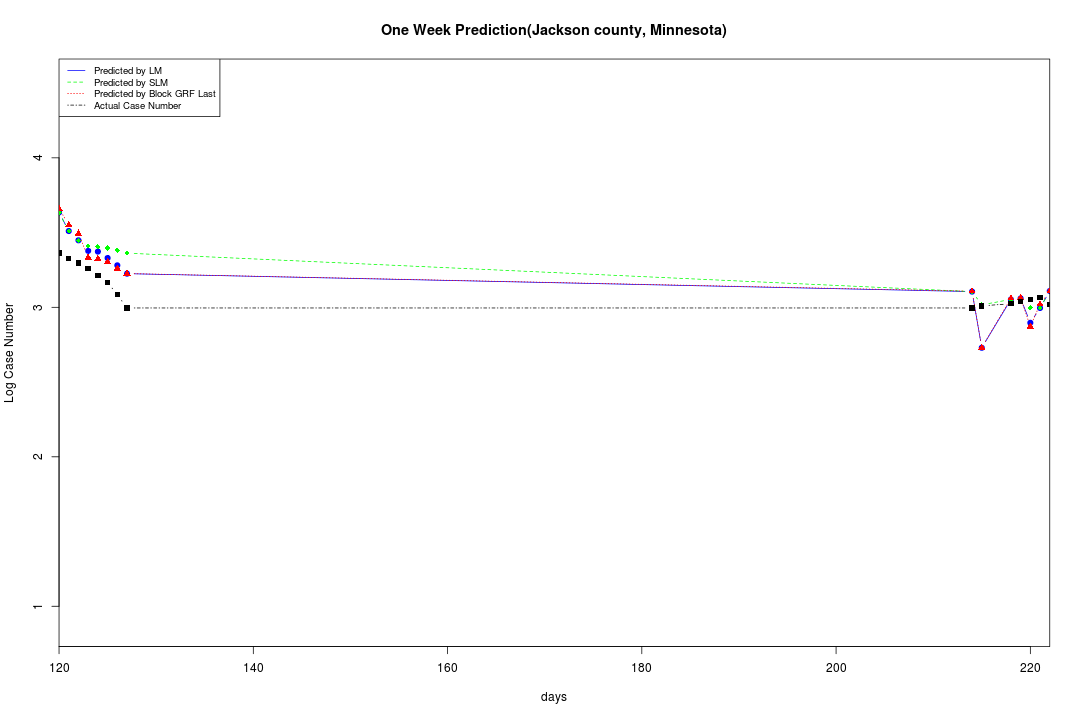 One Week Prediction(Jackson county, Minnesota)
Predicted by LM
Predicted by SLM
Predicted by Block GRF Last
Actual Case Number
4
3
2
1
Log Case Number
120 140 160 180 200 220
days